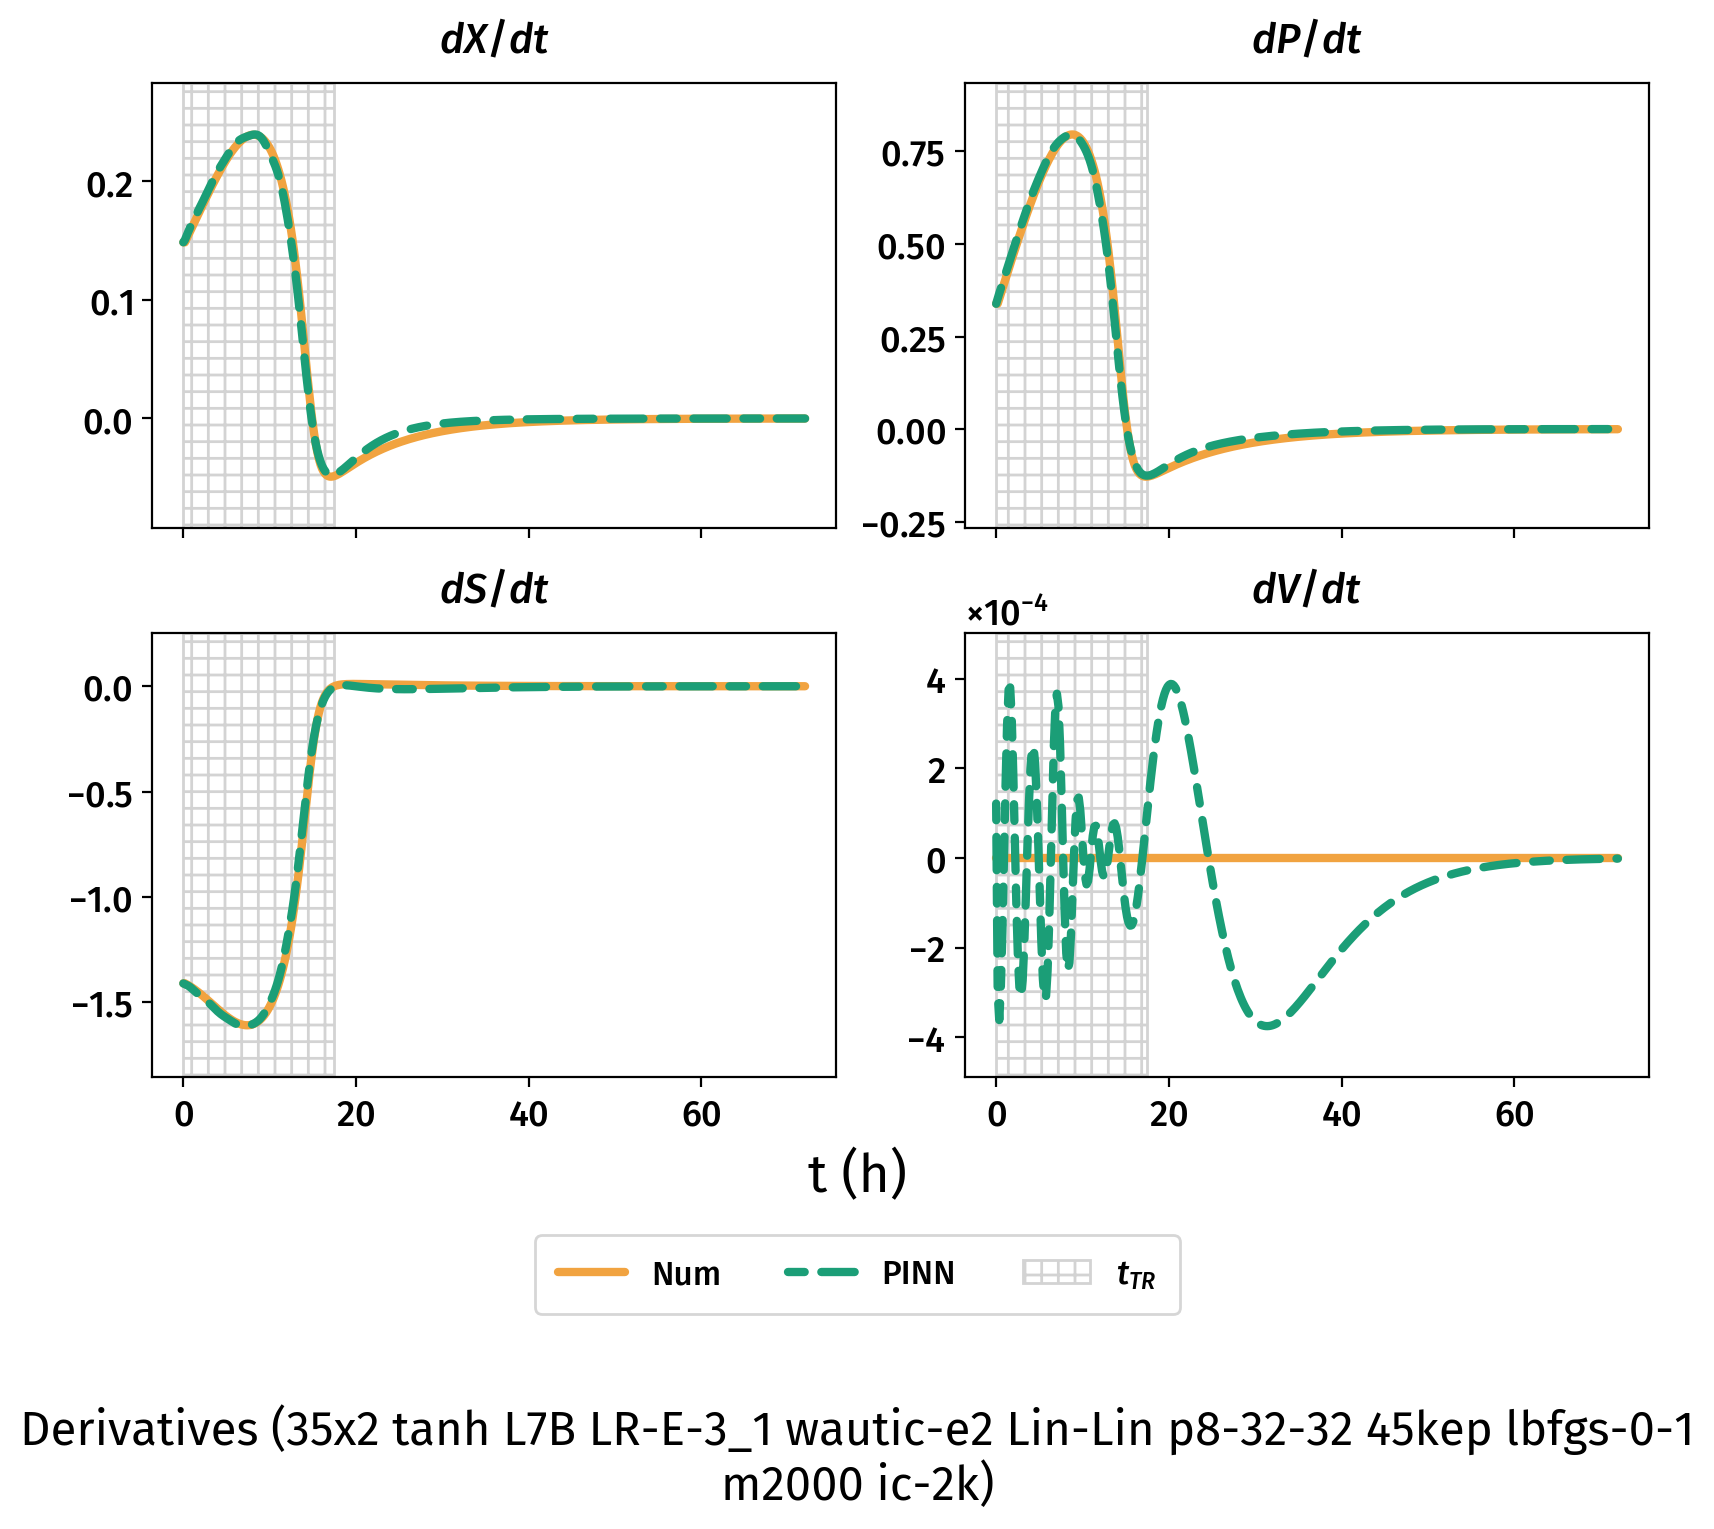 dX/dt
dP/dt
0.2
0.1
0.0
0.75
0.50
0.25
0.00
−0.25
dS/dt
dV/dt
×10⁻⁴
0.0
−0.5
−1.0
−1.5
4
2
0
−2
−4
0 20 40 60
0 20 40 60
t (h)
Num PINN t_TR
Derivatives (35x2 tanh L7B LR-E-3_1 wautic-e2 Lin-Lin p8-32-32 45kep lbfgs-0-1
m2000 ic-2k)